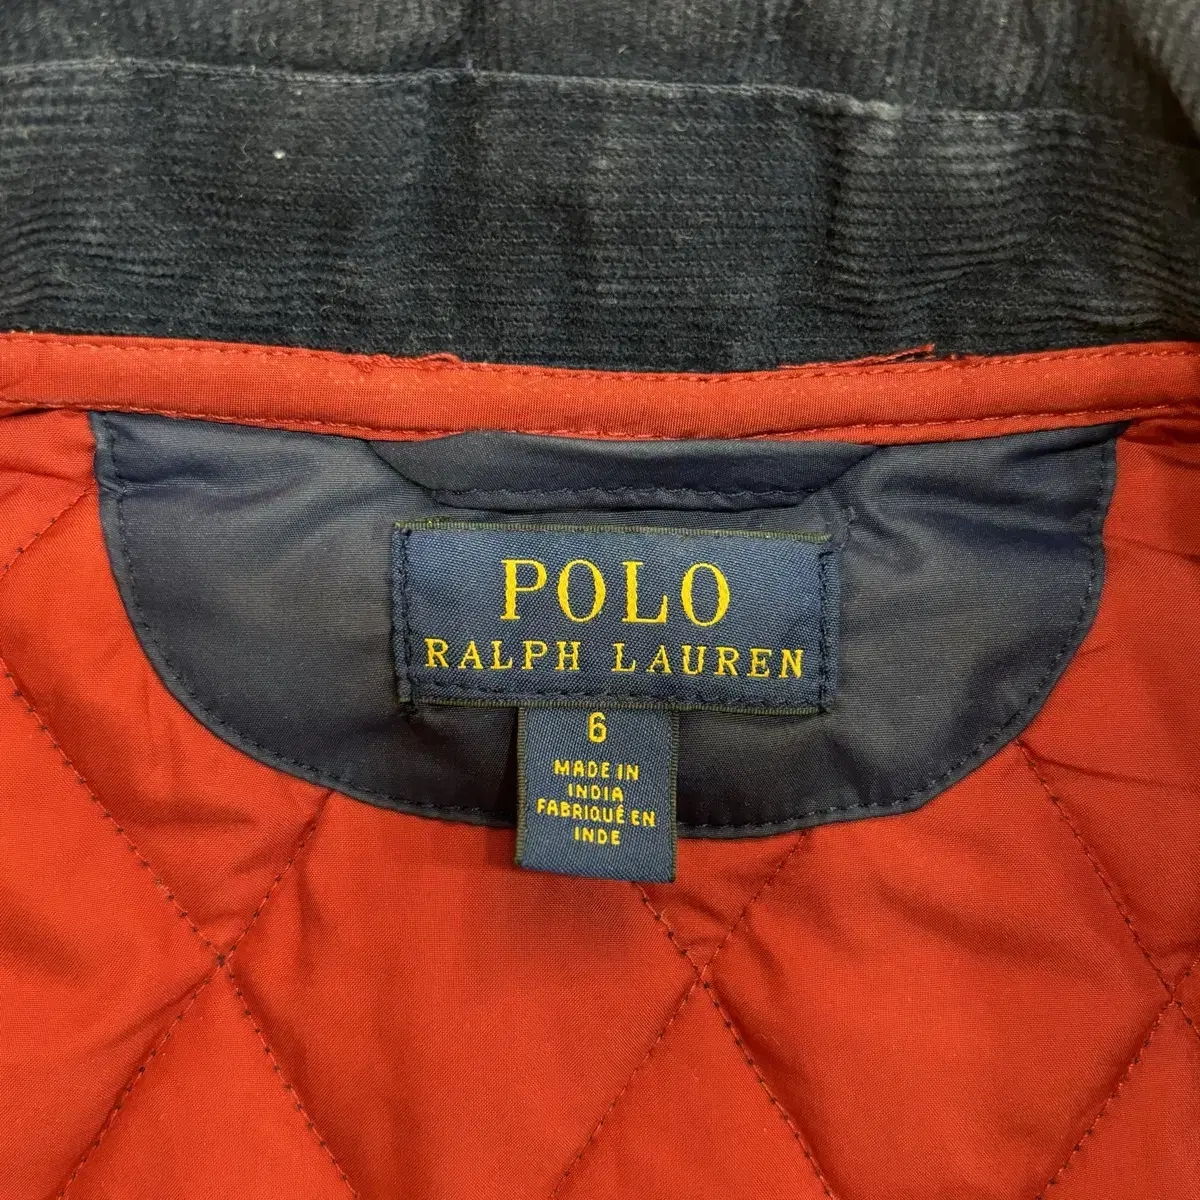 POLO
RALPH LAUREN
6
MADE IN
INDIA
FABRIQUÉ EN
INDE